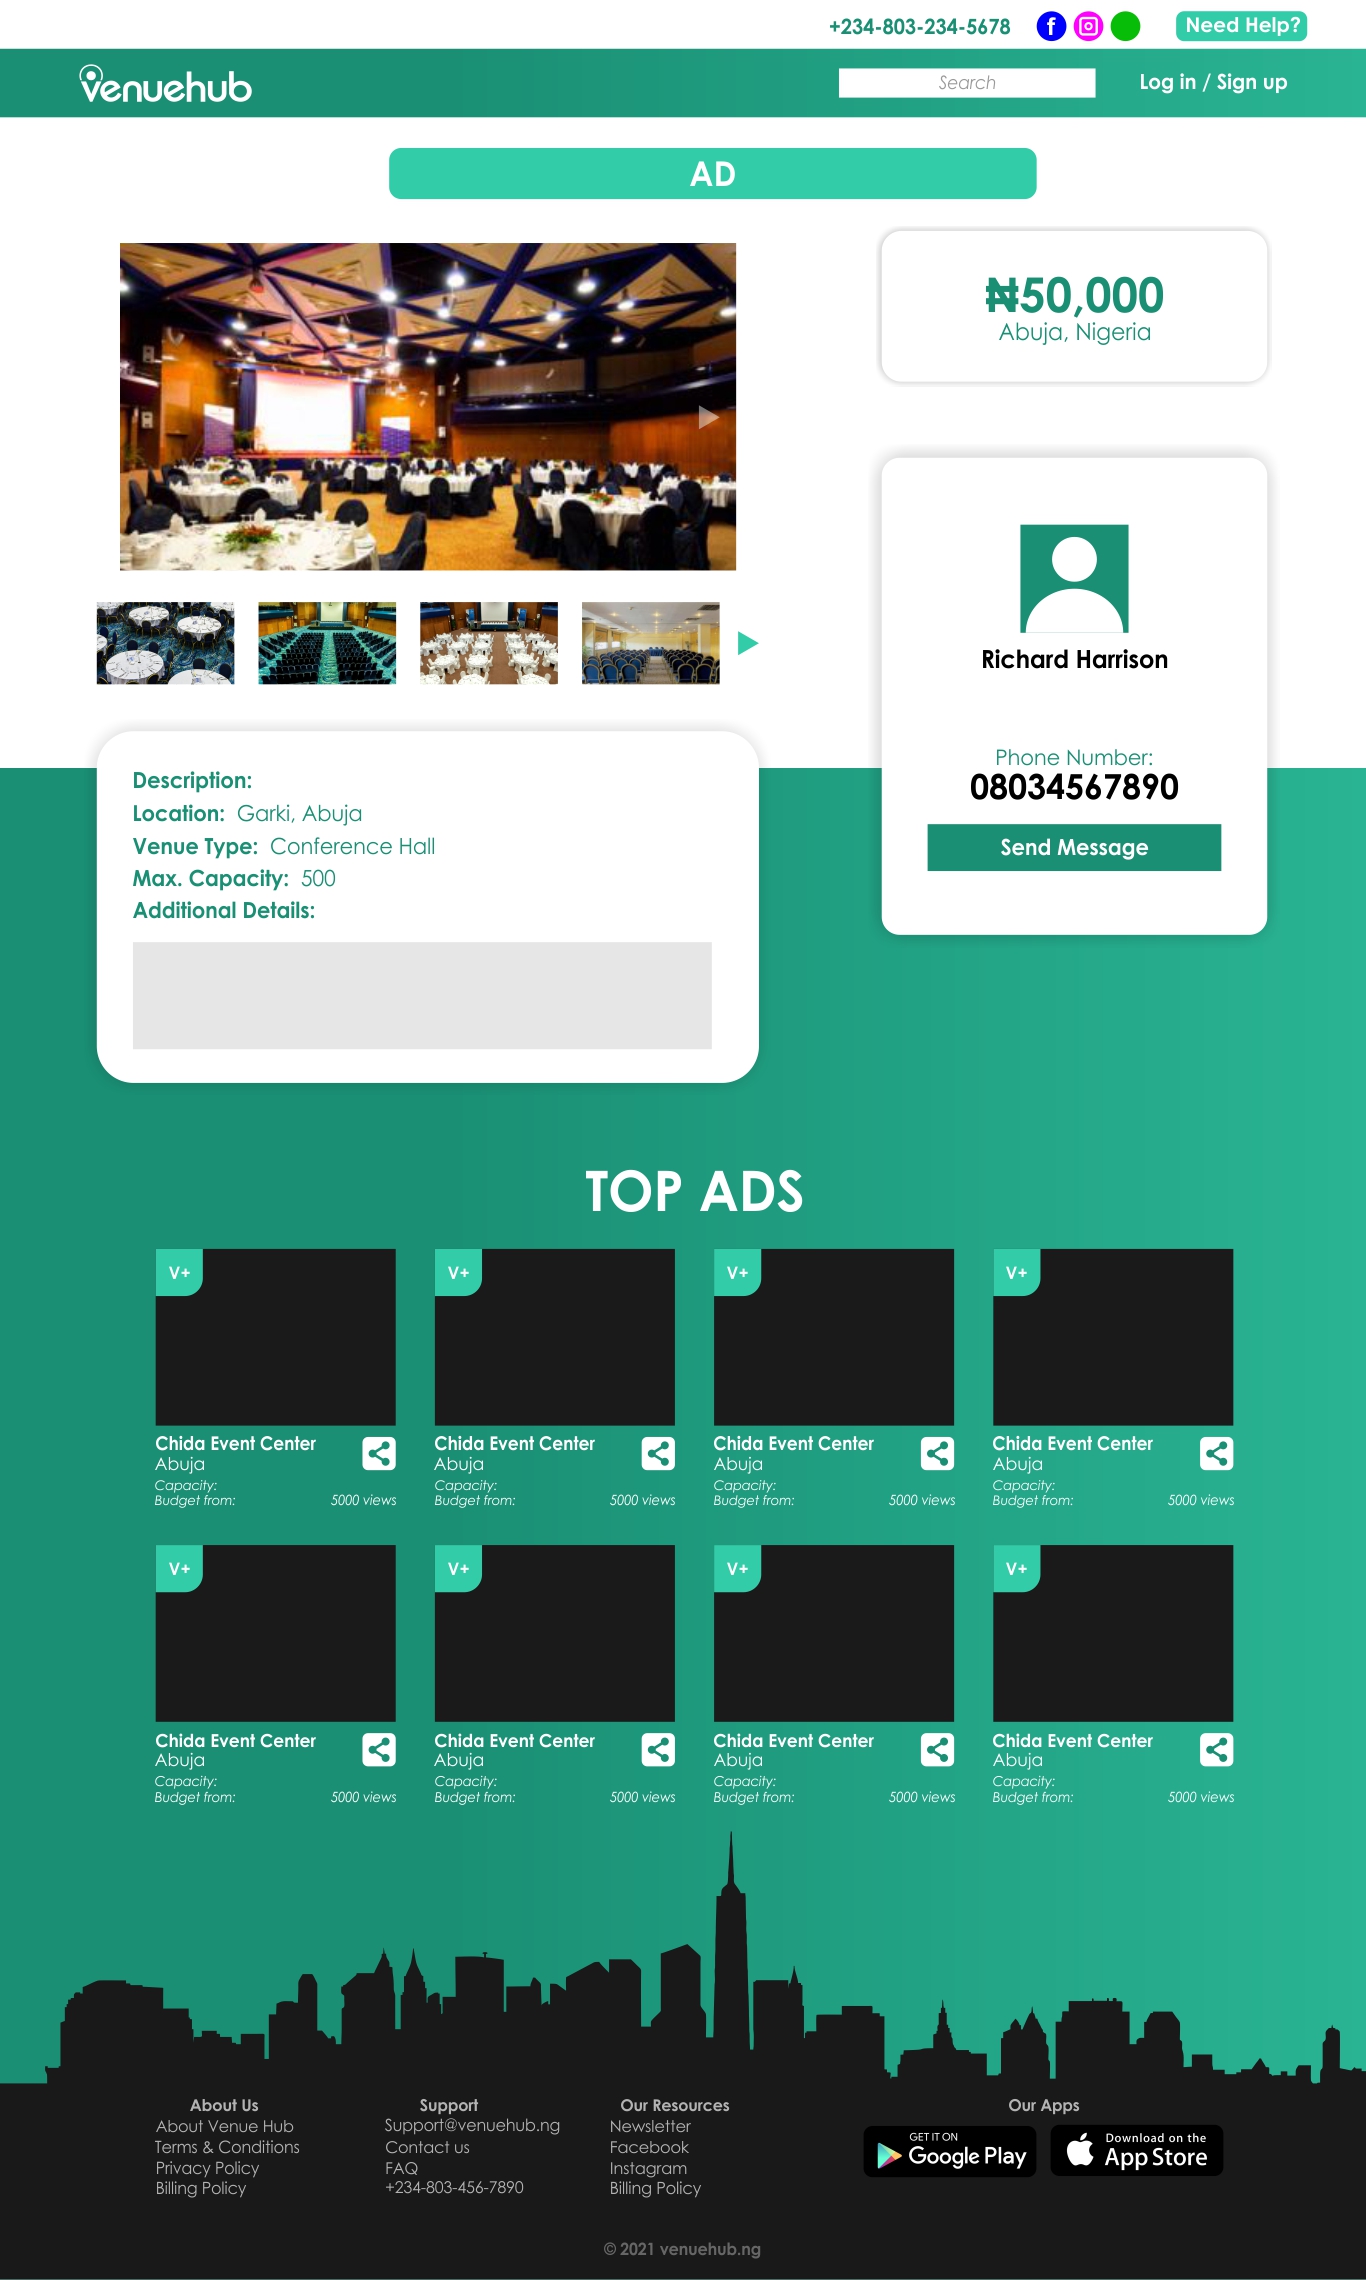 +234-803-234-5678
f
Need Help?
venuehub
Search
Log in / Sign up
AD
₦50,000
Abuja, Nigeria
Richard Harrison
Phone Number:
08034567890
Send Message
Description:
Location: Garki, Abuja
Venue Type: Conference Hall
Max. Capacity: 500
Additional Details:
TOP ADS
V+
V+
V+
V+
Chida Event Center
Abuja
Capacity:
Budget from:
5000 views
Chida Event Center
Abuja
Capacity:
Budget from:
5000 views
Chida Event Center
Abuja
Capacity:
Budget from:
5000 views
Chida Event Center
Abuja
Capacity:
Budget from:
5000 views
V+
V+
V+
V+
Chida Event Center
Abuja
Capacity:
Budget from:
5000 views
Chida Event Center
Abuja
Capacity:
Budget from:
5000 views
Chida Event Center
Abuja
Capacity:
Budget from:
5000 views
Chida Event Center
Abuja
Capacity:
Budget from:
5000 views
About Us
About Venue Hub
Terms & Conditions
Privacy Policy
Billing Policy
Support
Support@venuehub.ng
Contact us
FAQ
+234-803-456-7890
Our Resources
Newsletter
Facebook
Instagram
Billing Policy
Our Apps
GET IT ON
Google Play
Download on the
App Store
© 2021 venuehub.ng